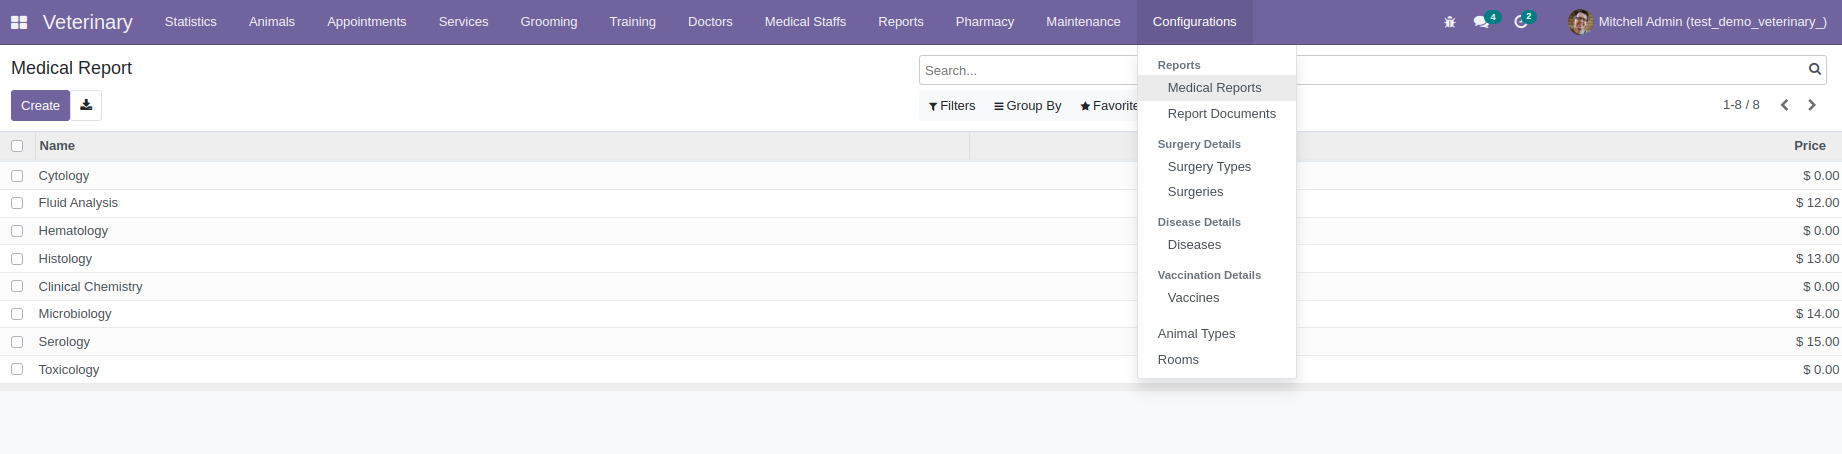 Veterinary Statistics Animals Appointments Services Grooming Training Doctors Medical Staffs Reports Pharmacy Maintenance Configurations 4 2 Mitchell Admin (test_demo_veterinary_)
Medical Report
Search...
Create
Filters Group By Favorite
1-8 / 8
Reports
Medical Reports
Report Documents
Surgery Details
Surgery Types
Surgeries
Disease Details
Diseases
Vaccination Details
Vaccines
Animal Types
Rooms
Name Price
Cytology $ 0.00
Fluid Analysis $ 12.00
Hematology $ 0.00
Histology $ 13.00
Clinical Chemistry $ 0.00
Microbiology $ 14.00
Serology $ 15.00
Toxicology $ 0.00